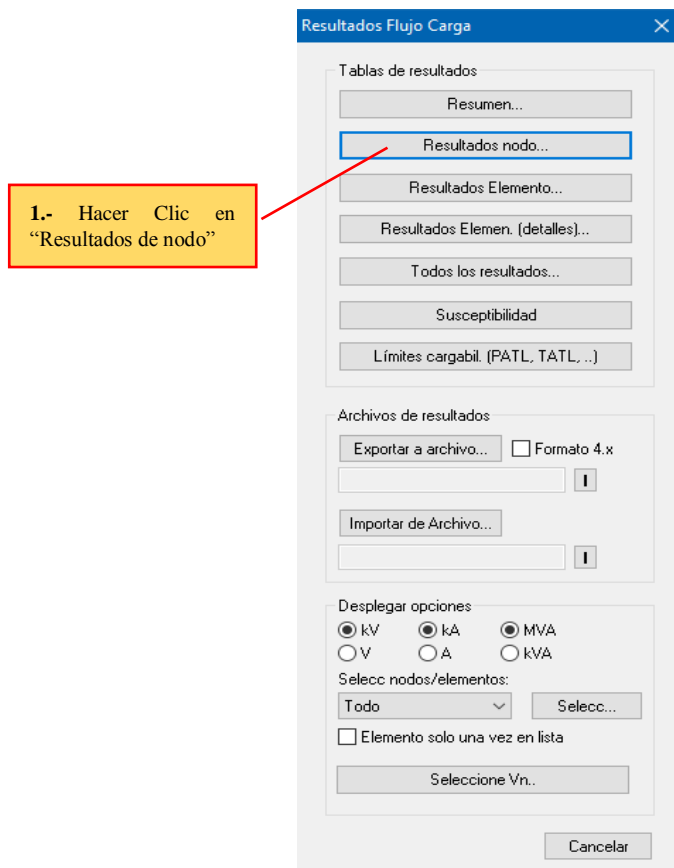 Resultados Flujo Carga
Tablas de resultados
Resumen...
Resultados nodo...
1.- Hacer Clic en
“Resultados de nodo”
Resultados Elemento...
Resultados Elemen. (detalles)...
Todos los resultados...
Susceptibilidad
Límites cargabil. (PATL, TATL, ..)
Archivos de resultados
Exportar a archivo... Formato 4.x
I
Importar de Archivo...
I
Desplegar opciones
kV kA MVA
V A kVA
Selecc nodos/elementos:
Todo Selecc...
Elemento solo una vez en lista
Seleccione Vn..
Cancelar